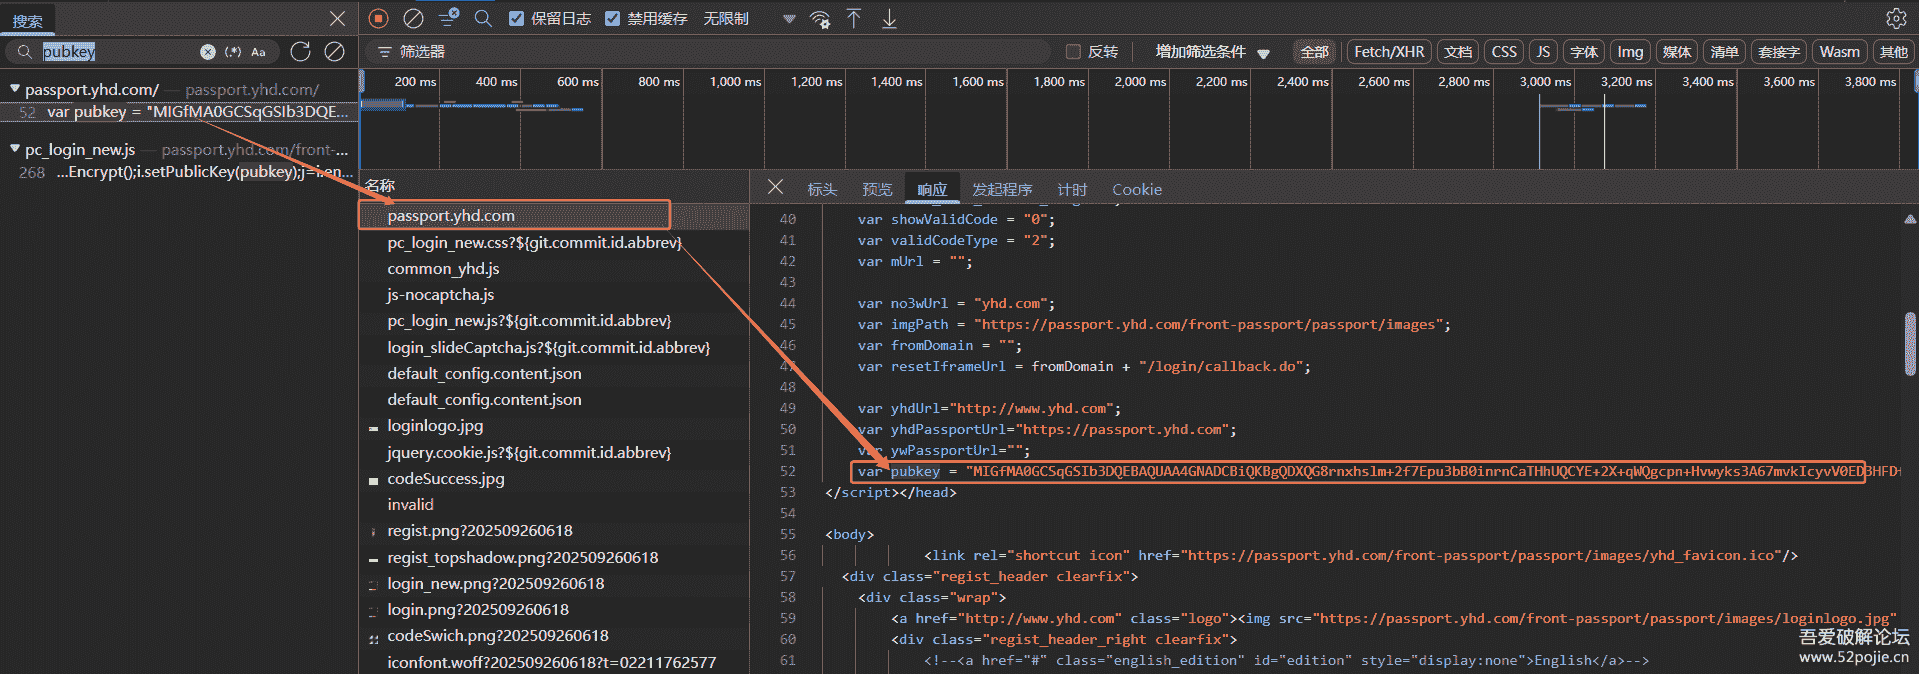 搜索
pubkey
(.*)
Aa
passport.yhd.com/ — passport.yhd.com/
52 var pubkey = "MIGfMA0GCSqGSIb3DQE...
pc_login_new.js — passport.yhd.com/front-...
268 ...Encrypt();i.setPublicKey(pubkey);j=i.en...
保留日志 禁用缓存 无限制
筛选器 反转 增加筛选条件 全部 Fetch/XHR 文档 CSS JS 字体 Img 媒体 清单 套接字 Wasm 其他
200 ms 400 ms 600 ms 800 ms 1,000 ms 1,200 ms 1,400 ms 1,600 ms 1,800 ms 2,000 ms 2,200 ms 2,400 ms 2,600 ms 2,800 ms 3,000 ms 3,200 ms 3,400 ms 3,600 ms 3,800 ms
名称
passport.yhd.com
pc_login_new.css?${git.commit.id.abbrev}
common_yhd.js
js-nocaptcha.js
pc_login_new.js?${git.commit.id.abbrev}
login_slideCaptcha.js?${git.commit.id.abbrev}
default_config.content.json
default_config.content.json
loginlogo.jpg
jquery.cookie.js?${git.commit.id.abbrev}
codeSuccess.jpg
invalid
regist.png?202509260618
regist_topshadow.png?202509260618
login_new.png?202509260618
login.png?202509260618
codeSwich.png?202509260618
iconfont.woff?202509260618?t=02211762577
标头 预览 响应 发起程序 计时 Cookie
40 var showValidCode = "0";
41 var validCodeType = "2";
42 var mUrl = "";
43
44 var no3wUrl = "yhd.com";
45 var imgPath = "https://passport.yhd.com/front-passport/passport/images";
46 var fromDomain = "";
47 var resetIframeUrl = fromDomain + "/login/callback.do";
48
49 var yhdUrl="http://www.yhd.com";
50 var yhdPassportUrl="https://passport.yhd.com";
51 var ywPassportUrl="";
52 var pubkey = "MIGfMA0GCSqGSIb3DQEBAQUAA4GNADCBiQKBgQDXQG8rnxhslm+2f7Epu3bB0inrnCaTHhUQCYE+2X+qWQgcpn+Hvwyks3A67mvkIcyvV0ED3HFD+
53 </script></head>
54
55 <body>
56 <link rel="shortcut icon" href="https://passport.yhd.com/front-passport/passport/images/yhd_favicon.ico"/>
57 <div class="regist_header clearfix">
58 <div class="wrap">
59 <a href="http://www.yhd.com" class="logo"><img src="https://passport.yhd.com/front-passport/passport/images/loginlogo.jpg"
60 <div class="regist_header_right clearfix">
61 <!--<a href="#" class="english_edition" id="edition" style="display:none">English</a>-->
吾爱破解论坛
www.52pojie.cn